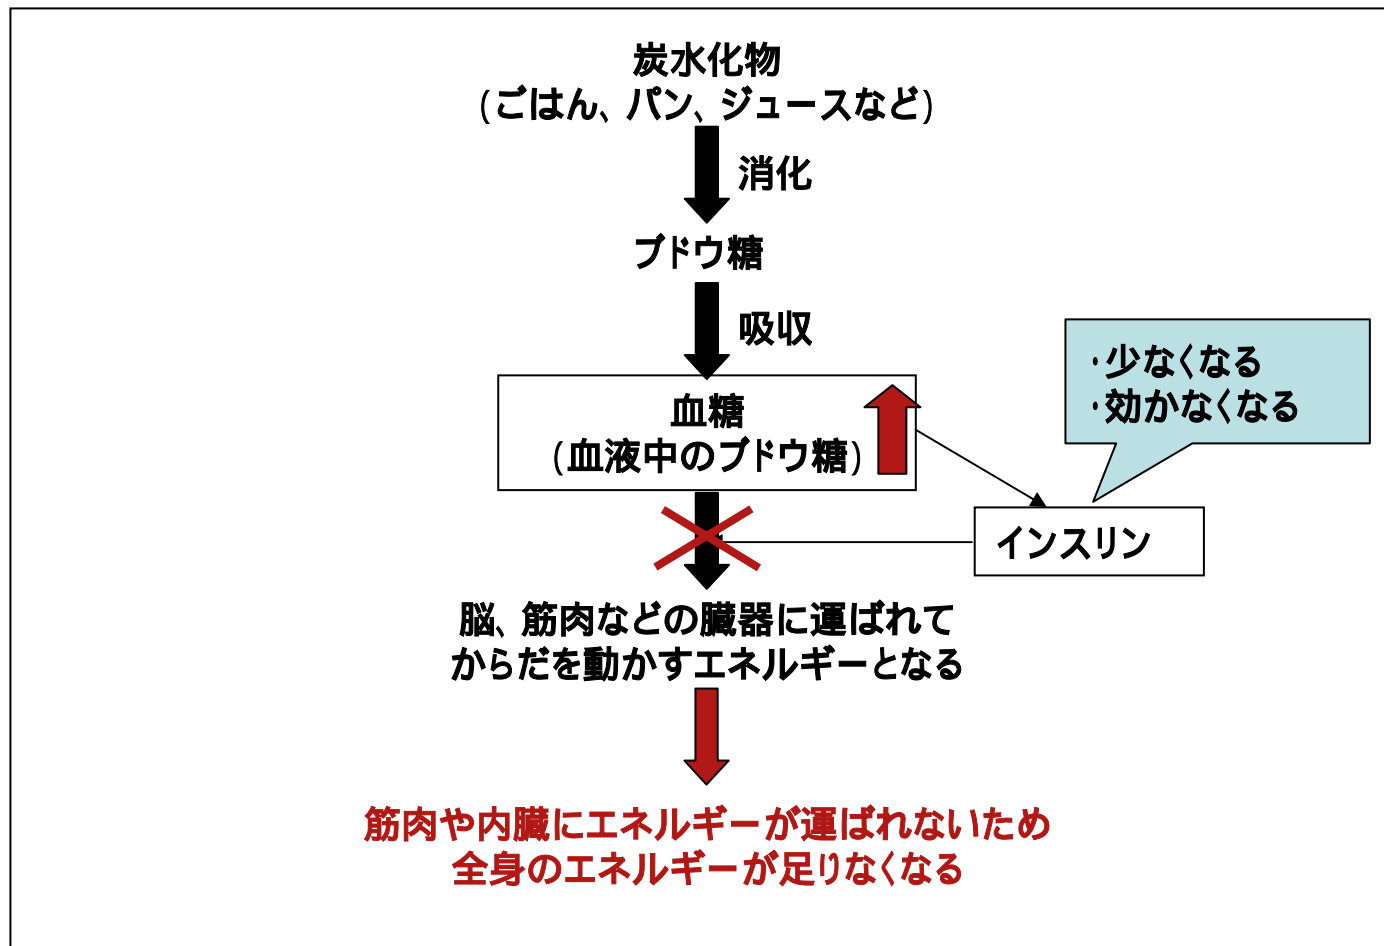 炭水化物
(ごはん、パン、ジュースなど)
消化
ブドウ糖
吸収
・少なくなる
・効かなくなる
血糖
(血液中のブドウ糖)
インスリン
脳、筋肉などの臓器に運ばれて
からだを動かすエネルギーとなる
筋肉や内臓にエネルギーが運ばれないため
全身のエネルギーが足りなくなる